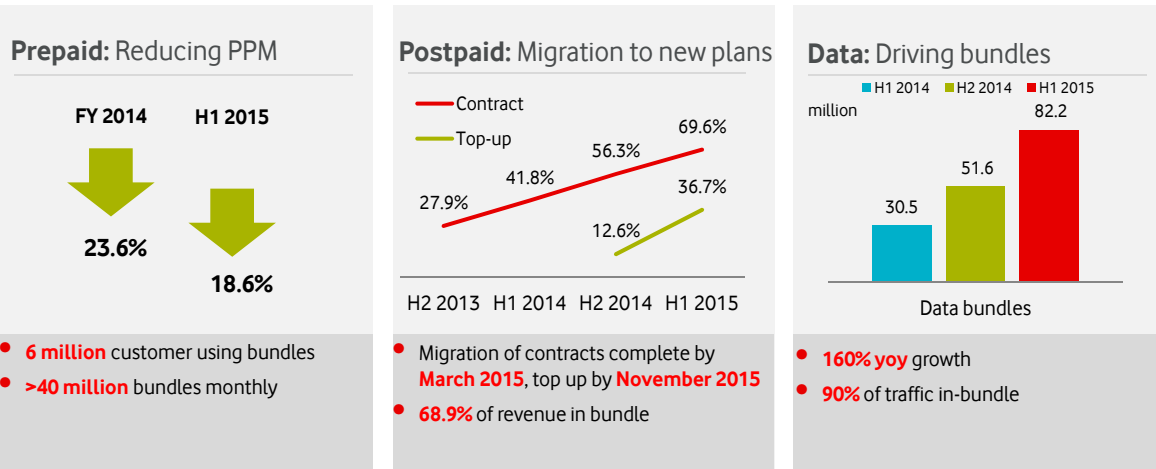 Prepaid: Reducing PPM
FY 2014 H1 2015
23.6%
18.6%
• 6 million customer using bundles
• >40 million bundles monthly
Postpaid: Migration to new plans
Contract
Top-up
69.6%
56.3%
41.8%
27.9%
36.7%
12.6%
H2 2013 H1 2014 H2 2014 H1 2015
• Migration of contracts complete by
March 2015, top up by November 2015
• 68.9% of revenue in bundle
Data: Driving bundles
H1 2014 H2 2014 H1 2015
million
82.2
51.6
30.5
Data bundles
• 160% yoy growth
• 90% of traffic in-bundle